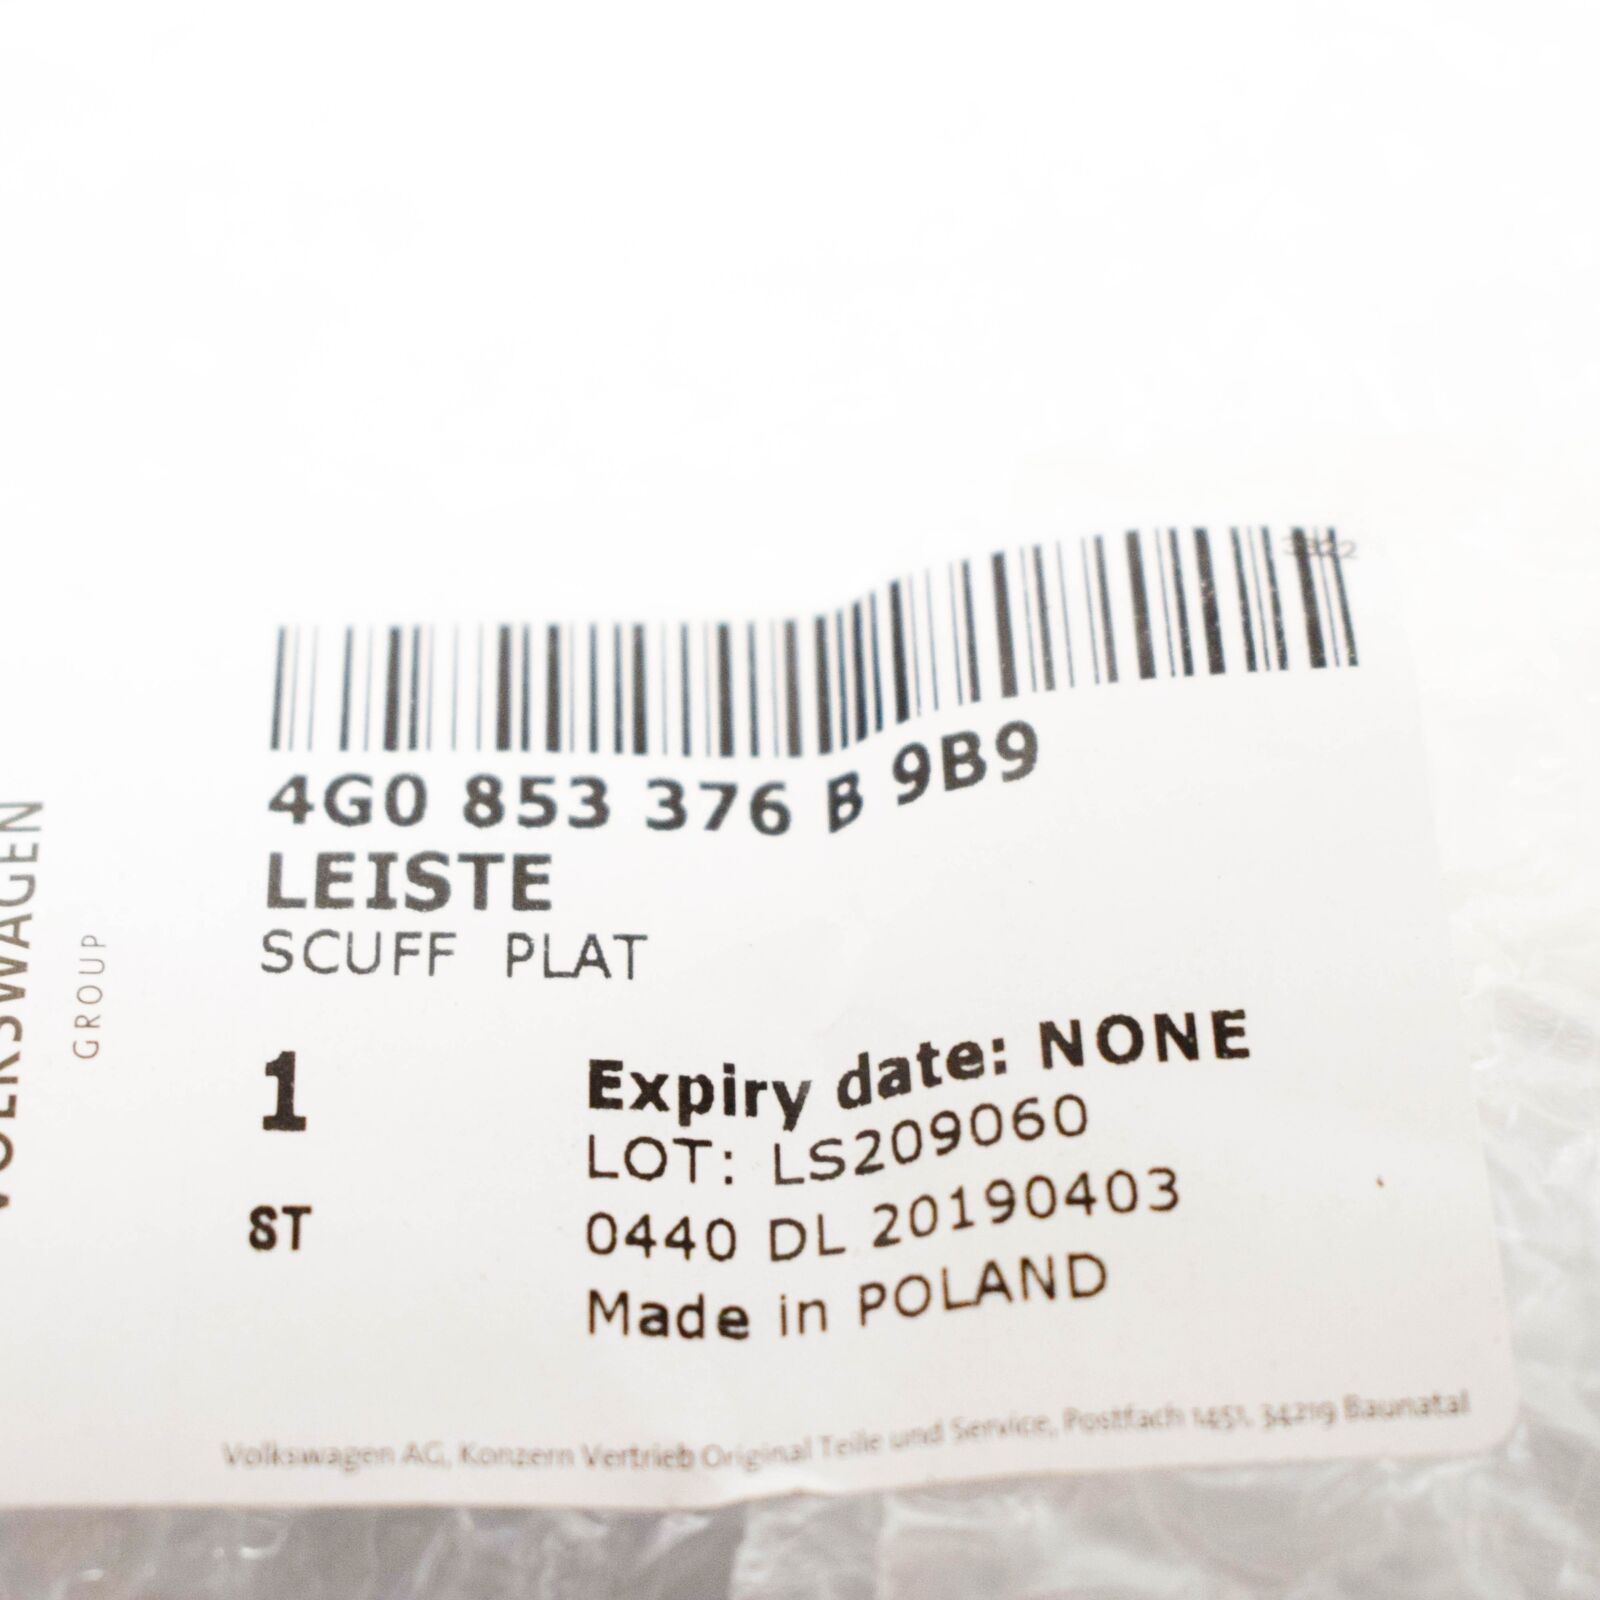 VOLKSWAGEN
GROUP
4G0 853 376 B 9B9
LEISTE
SCUFF PLAT
1
ST
Expiry date: NONE
LOT: LS209060
0440 DL 20190403
Made in POLAND
Volkswagen AG, Konzern Vertrieb Original Teile und Service, Postfach 1451, 34219 Baunatal